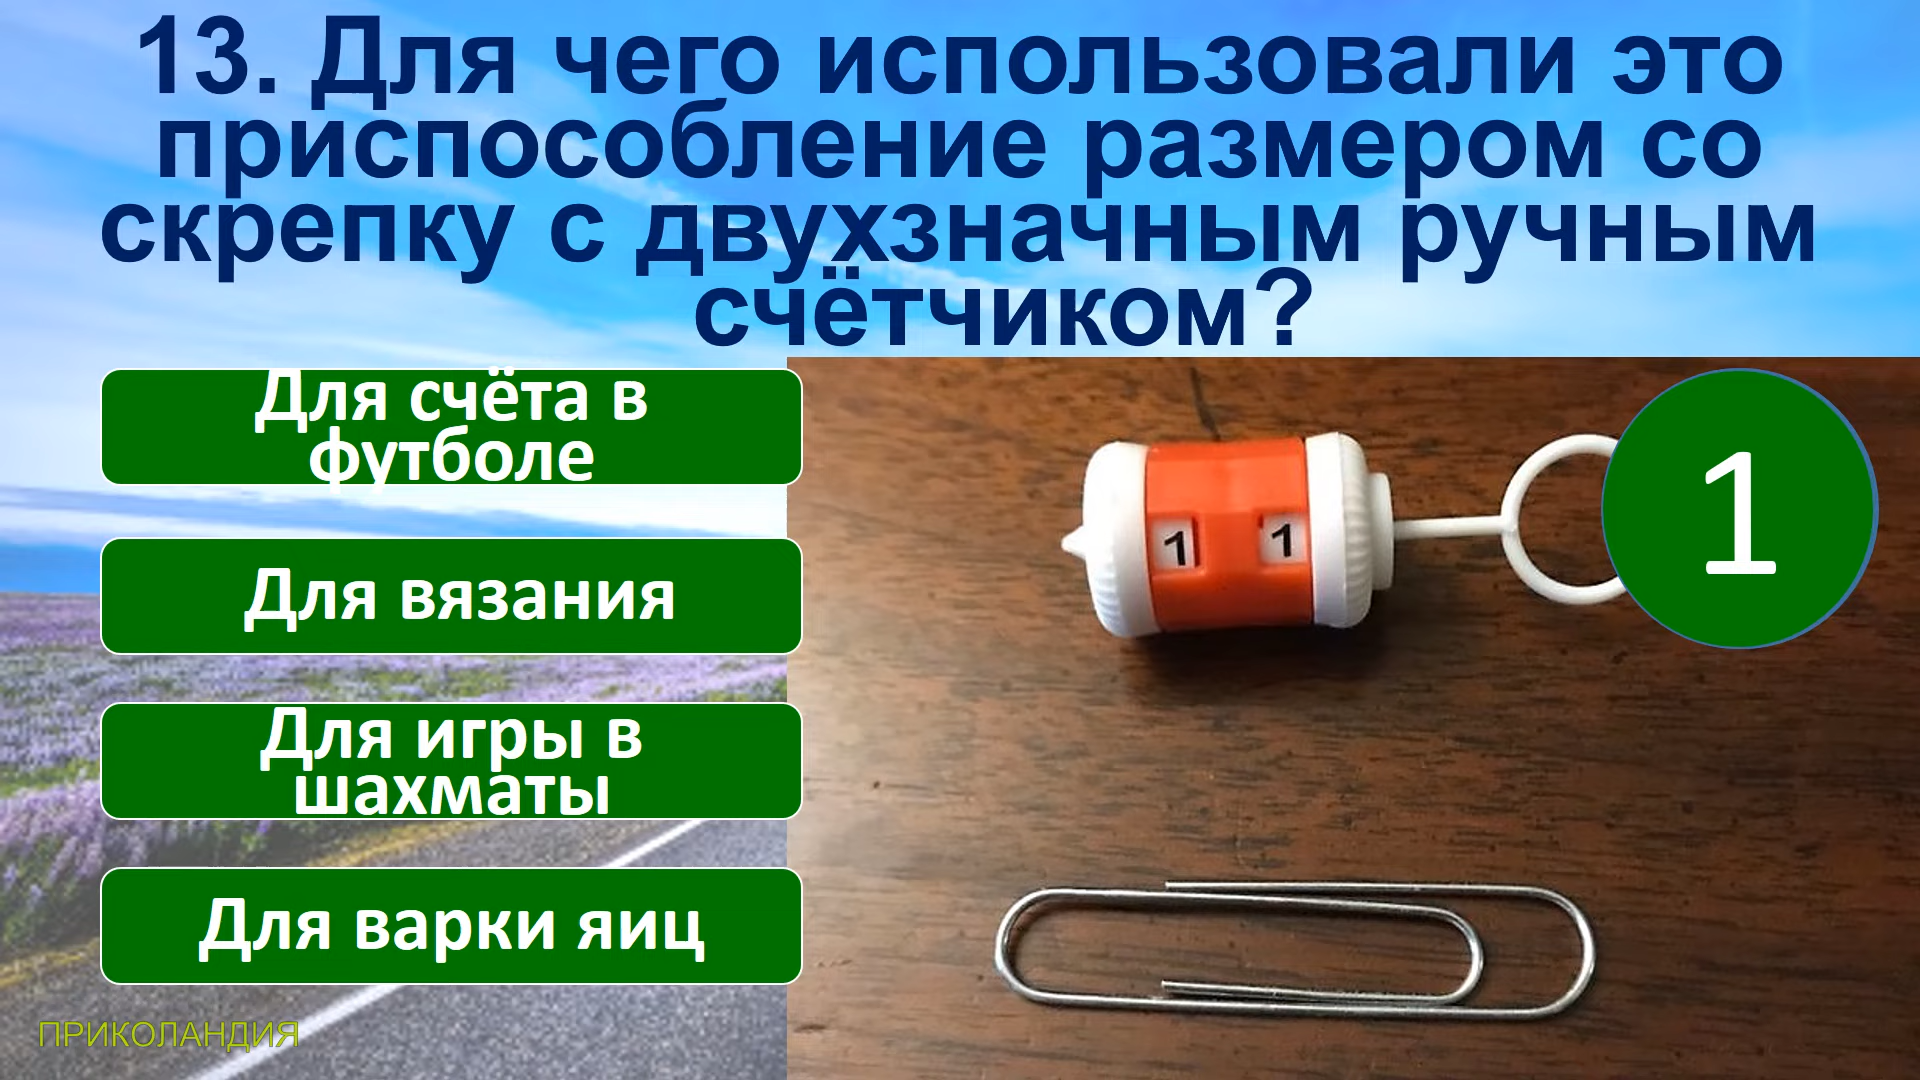 13. Для чего использовали это
приспособление размером со
скрепку с двухзначным ручным
счётчиком?
Для счёта в
футболе
Для вязания
Для игры в
шахматы
Для варки яиц
1 1
1
ПРИКОЛАНДИЯ